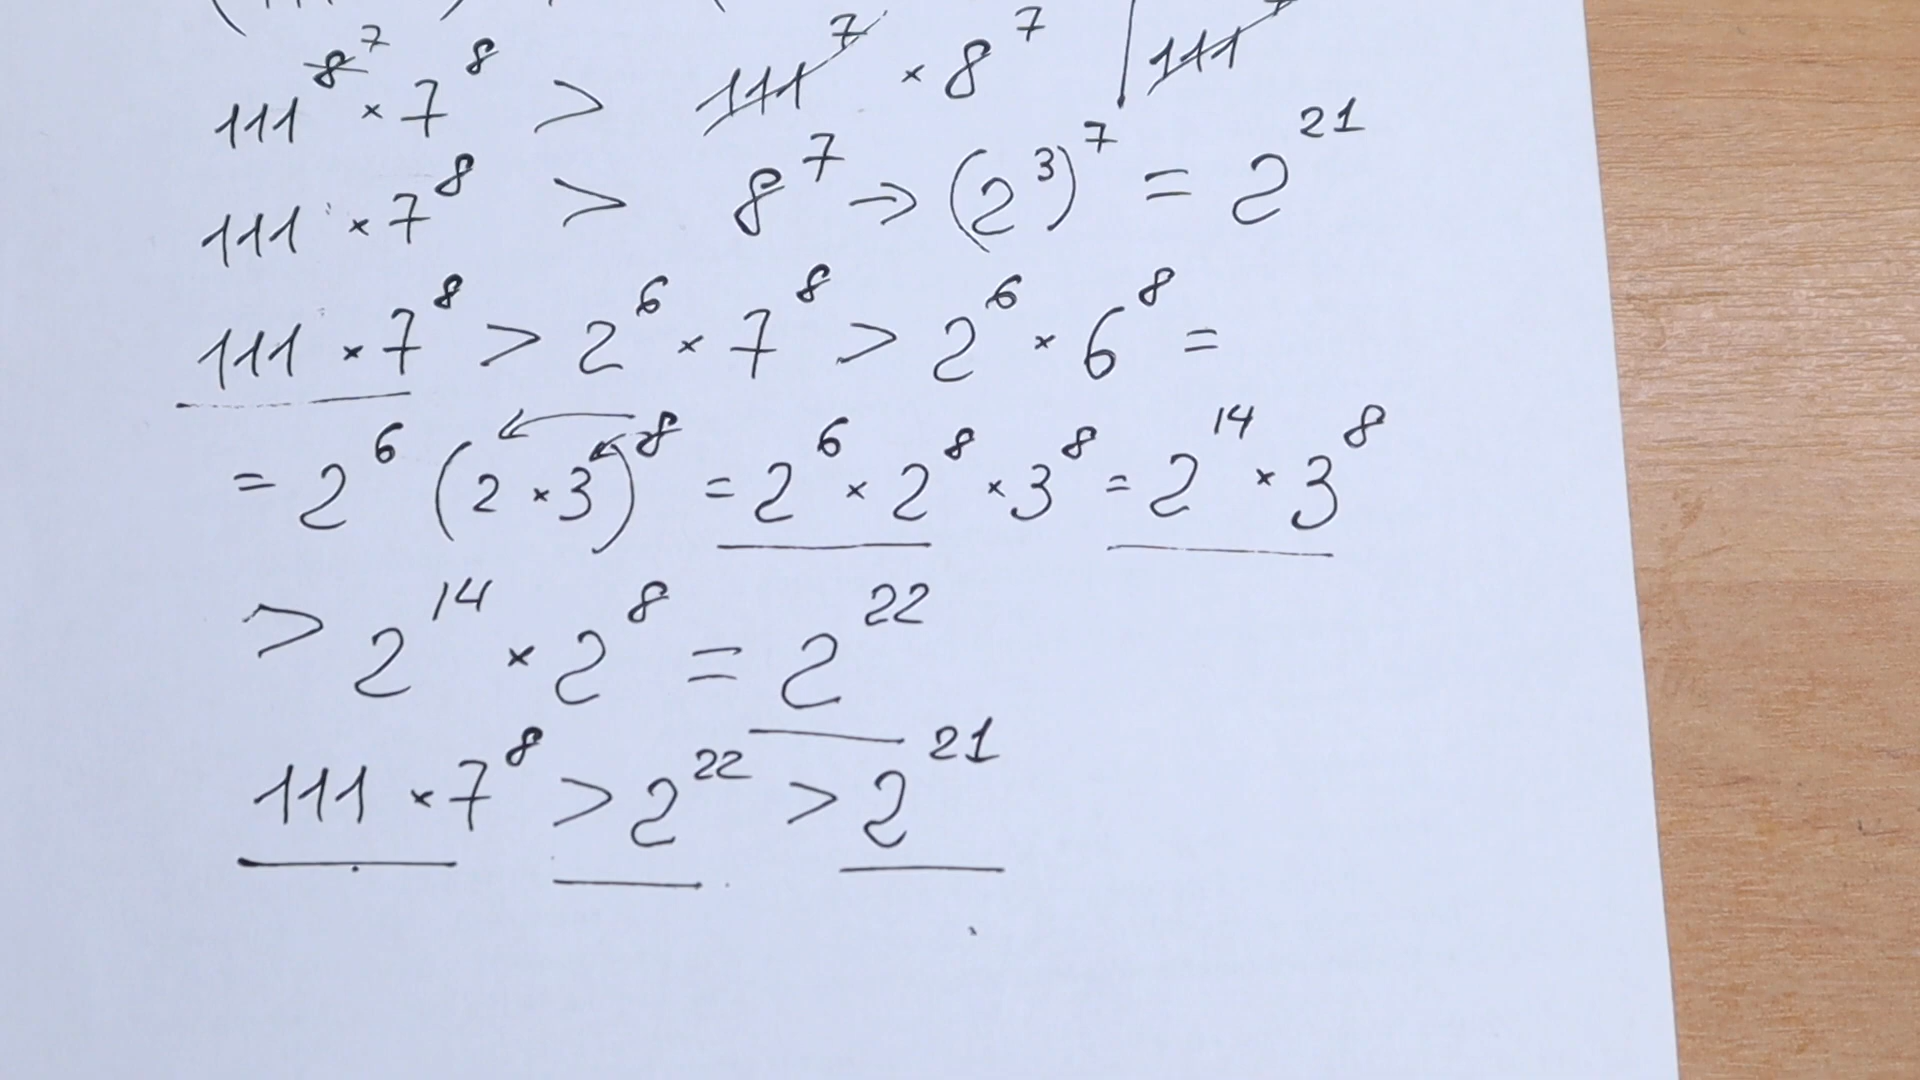 111^8 7 × 7^8 > 111^7 × 8^7 | 111
111 × 7^8 > 8^7 → (2^3)^7 = 2^21
111 × 7^8 > 2^6 × 7^8 > 2^6 × 6^8 =
= 2^6 (2 × 3)^8 = 2^6 × 2^8 × 3^8 = 2^14 × 3^8
> 2^14 × 2^8 = 2^22
111 × 7^8 > 2^22 > 2^21